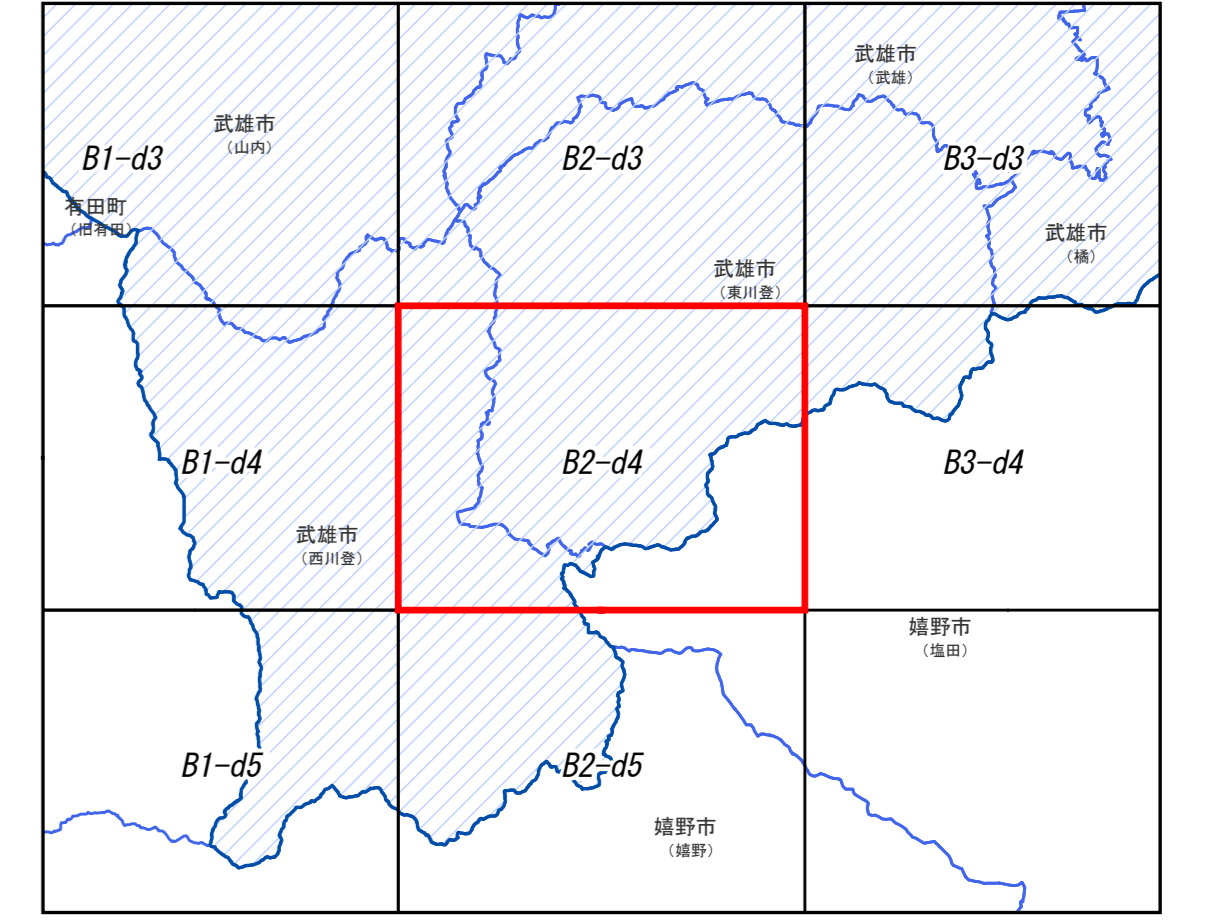 武雄市
（武雄）
武雄市
（山内）
B1-d3
B2-d3
B3-d3
有田町
（旧有田）
武雄市
（橘）
武雄市
（東川登）
B1-d4
B2-d4
B3-d4
武雄市
（西川登）
嬉野市
（塩田）
B1-d5
B2-d5
嬉野市
（嬉野）